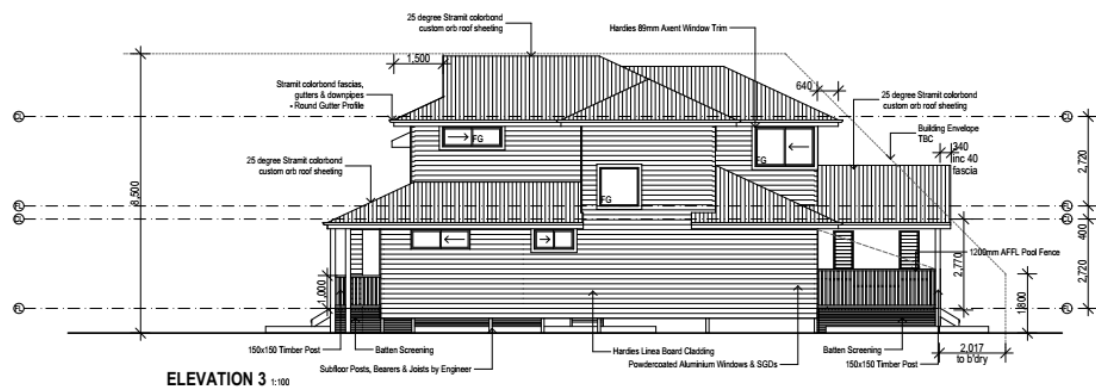 25 degree Stramit colorbond
custom orb roof sheeting
Hardies 89mm Axent Window Trim
1,500
640
Stramit colorbond fascias,
gutters & downpipes
- Round Gutter Profile
25 degree Stramit colorbond
custom orb roof sheeting
Building Envelope
TBC
FG
FG
340
inc 40
fascia
25 degree Stramit colorbond
custom orb roof sheeting
8,500
2,720
FG
400
1200mm AFFL Pool Fence
2,770
2,720
1,000
1,800
150x150 Timber Post
Batten Screening
Subfloor Posts, Bearers & Joists by Engineer
Hardies Linea Board Cladding
Powdercoated Aluminium Windows & SGDs
Batten Screening
150x150 Timber Post
2,017
to b'dry
ELEVATION 3 1:100